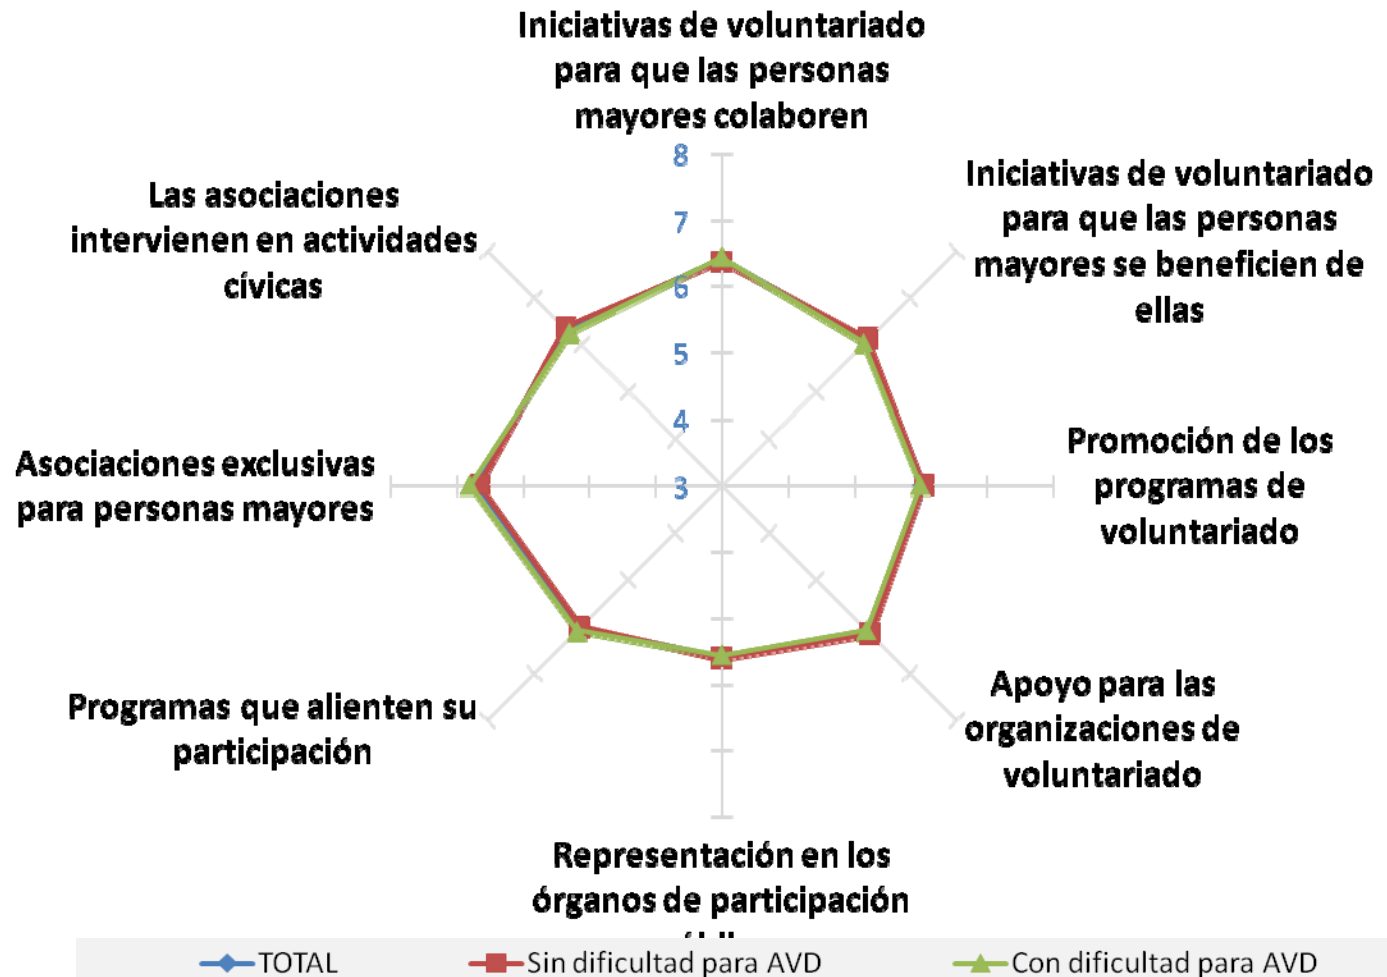 Iniciativas de voluntariado
para que las personas
mayores colaboren
Iniciativas de voluntariado
para que las personas
mayores se beneficien de
ellas
Promoción de los
programas de
voluntariado
Apoyo para las
organizaciones de
voluntariado
Representación en los
órganos de participación
Programas que alienten su
participación
Asociaciones exclusivas
para personas mayores
Las asociaciones
intervienen en actividades
cívicas
8
7
6
5
4
3
TOTAL
Sin dificultad para AVD
Con dificultad para AVD